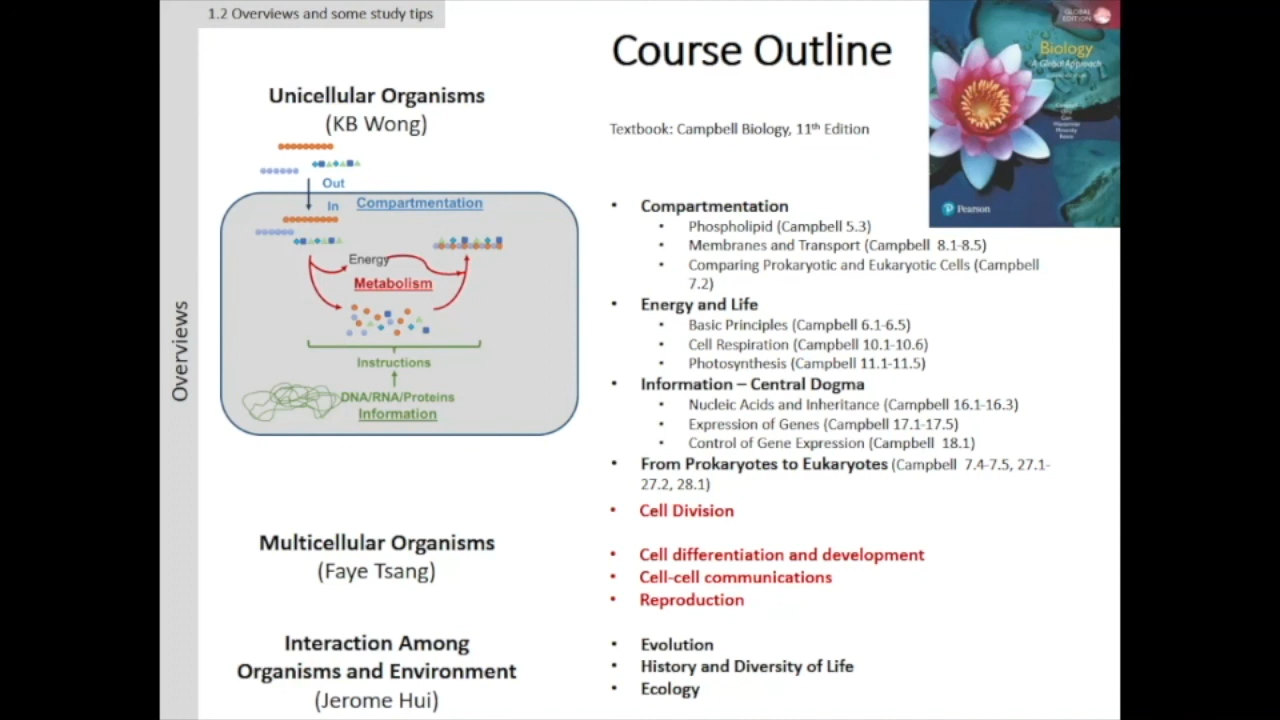 1.2 Overviews and some study tips
Course Outline
GLOBAL
EDITION
Biology
A Global Approach
Pearson
Textbook: Campbell Biology, 11th Edition
Overviews
Unicellular Organisms
(KB Wong)
Out
In
Compartmentation
Energy
Metabolism
Instructions
DNA/RNA/Proteins
Information
Multicellular Organisms
(Faye Tsang)
Interaction Among
Organisms and Environment
(Jerome Hui)
• Compartmentation
• Phospholipid (Campbell 5.3)
• Membranes and Transport (Campbell 8.1-8.5)
• Comparing Prokaryotic and Eukaryotic Cells (Campbell
7.2)
• Energy and Life
• Basic Principles (Campbell 6.1-6.5)
• Cell Respiration (Campbell 10.1-10.6)
• Photosynthesis (Campbell 11.1-11.5)
• Information – Central Dogma
• Nucleic Acids and Inheritance (Campbell 16.1-16.3)
• Expression of Genes (Campbell 17.1-17.5)
• Control of Gene Expression (Campbell 18.1)
• From Prokaryotes to Eukaryotes (Campbell 7.4-7.5, 27.1-
27.2, 28.1)
• Cell Division
• Cell differentiation and development
• Cell-cell communications
• Reproduction
• Evolution
• History and Diversity of Life
• Ecology